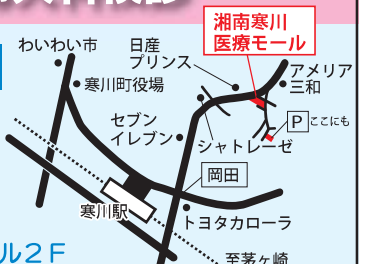 湘南寒川
医療モール
わいわい市
日産
プリンス
アメリア
三和
寒川町役場
セブン
イレブン
シャトレーゼ
P ここにも
岡田
寒川駅
トヨタカローラ
ル2F
至茅ヶ崎